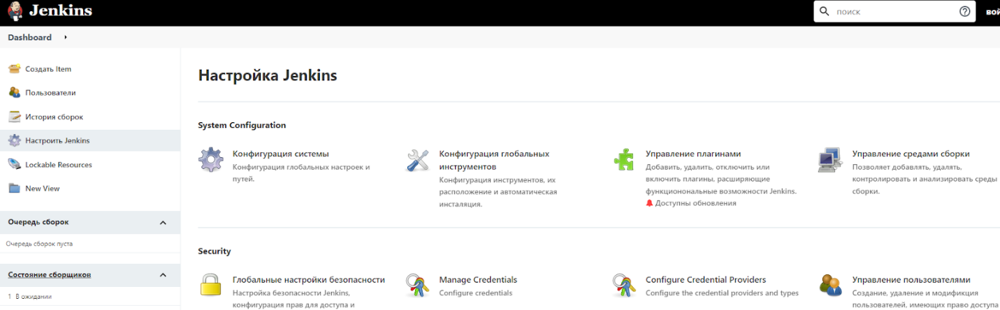 Jenkins
поиск
вой
Dashboard
Создать Item
Пользователи
История сборок
Настроить Jenkins
Lockable Resources
New View
Очередь сборок
Очередь сборок пуста
Состояние сборщиков
1 В ожидании
Настройка Jenkins
System Configuration
Конфигурация системы
Конфигурация глобальных настроек и
путей.
Конфигурация глобальных
инструментов
Конфигурация инструментов, их
расположение и автоматическая
инсталяция.
Управление плагинами
Добавить, удалить, отключить или
включить плагины, расширяющие
функциональные возможности Jenkins.
Доступны обновления
Управление средами сборки
Позволяет добавлять, удалять,
контролировать и анализировать среды
сборки.
Security
Глобальные настройки безопасности
Настройка безопасности Jenkins,
конфигурация прав для доступа и
Manage Credentials
Configure credentials
Configure Credential Providers
Configure the credential providers and types
Управление пользователями
Создание, удаление и модификция
пользователей, имеющих право доступа